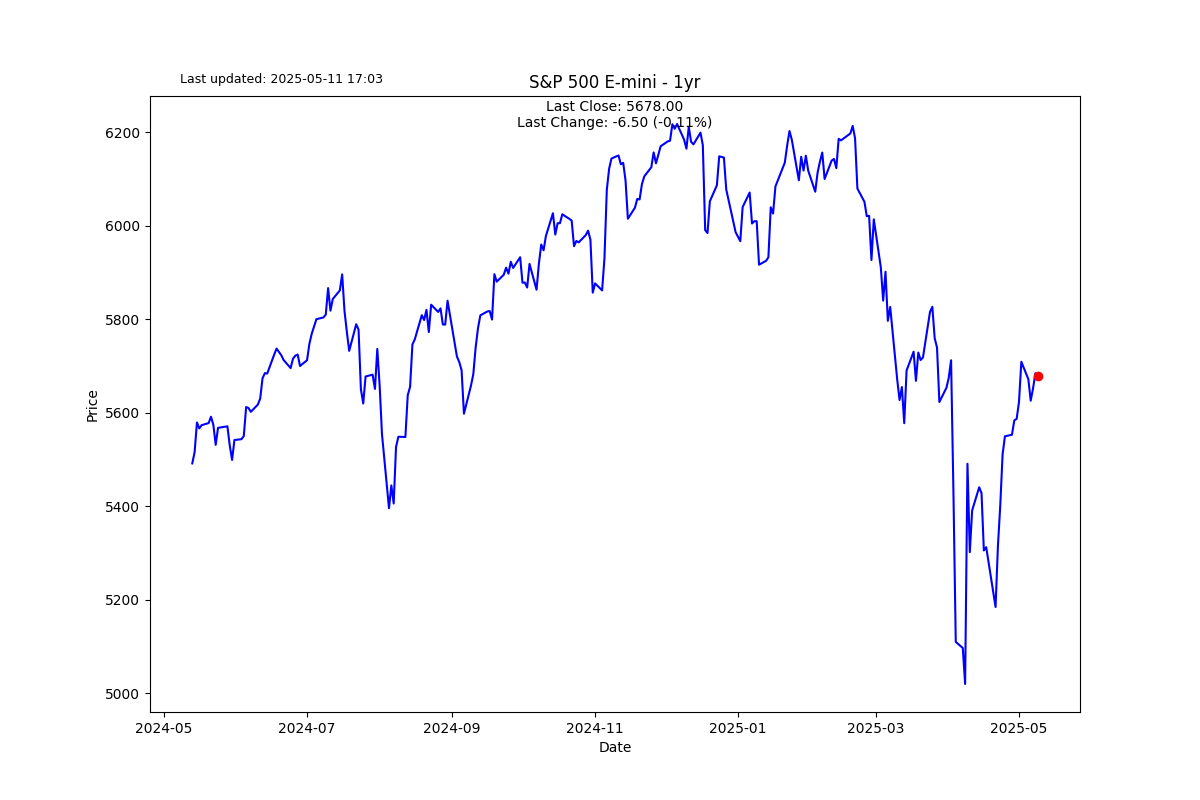 Last updated: 2025-05-11 17:03
S&P 500 E-mini - 1yr
Last Close: 5678.00
Last Change: -6.50 (-0.11%)
6200
6000
5800
5600
5400
5200
5000
Price
2024-05
2024-07
2024-09
2024-11
2025-01
2025-03
2025-05
Date